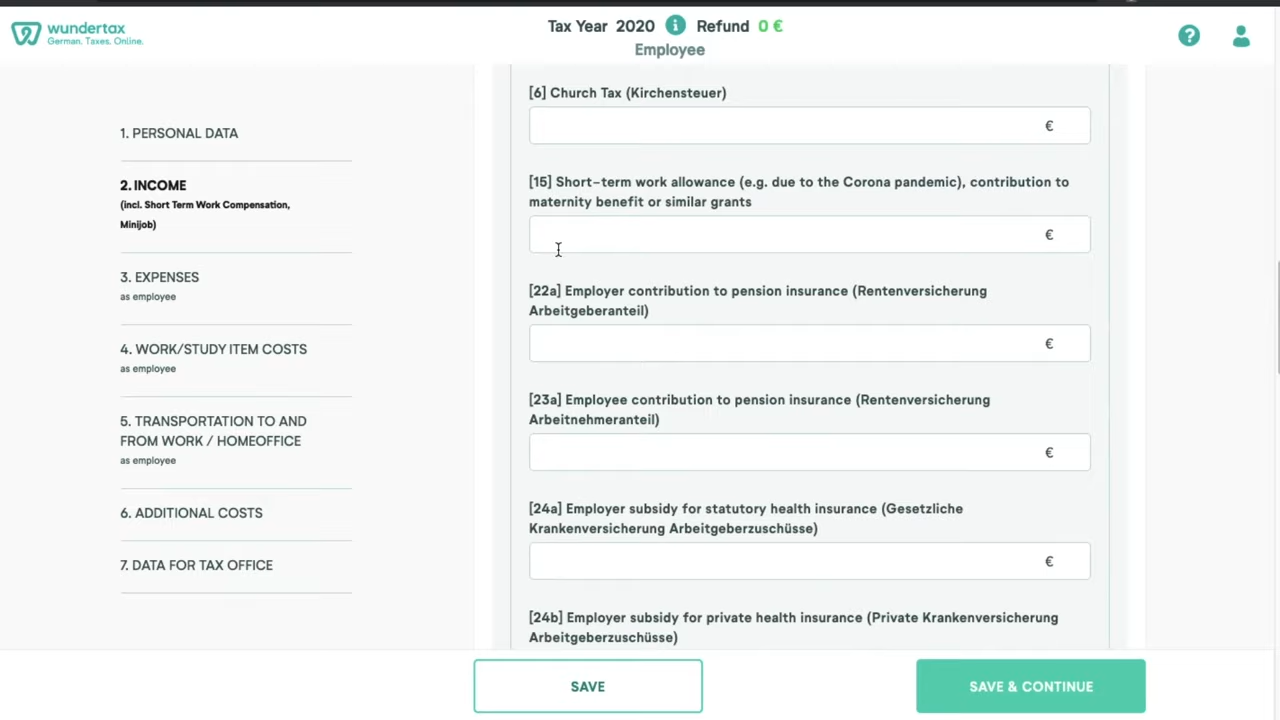 wundertax
German. Taxes. Online.
Tax Year 2020 i Refund 0 €
Employee
?
1. PERSONAL DATA
2. INCOME
(incl. Short Term Work Compensation,
Minijob)
3. EXPENSES
as employee
4. WORK/STUDY ITEM COSTS
as employee
5. TRANSPORTATION TO AND
FROM WORK / HOMEOFFICE
as employee
6. ADDITIONAL COSTS
7. DATA FOR TAX OFFICE
[6] Church Tax (Kirchensteuer)
€
[15] Short-term work allowance (e.g. due to the Corona pandemic), contribution to
maternity benefit or similar grants
€
[22a] Employer contribution to pension insurance (Rentenversicherung
Arbeitgeberanteil)
€
[23a] Employee contribution to pension insurance (Rentenversicherung
Arbeitnehmeranteil)
€
[24a] Employer subsidy for statutory health insurance (Gesetzliche
Krankenversicherung Arbeitgeberzuschüsse)
€
[24b] Employer subsidy for private health insurance (Private Krankenversicherung
Arbeitgeberzuschüsse)
SAVE
SAVE & CONTINUE